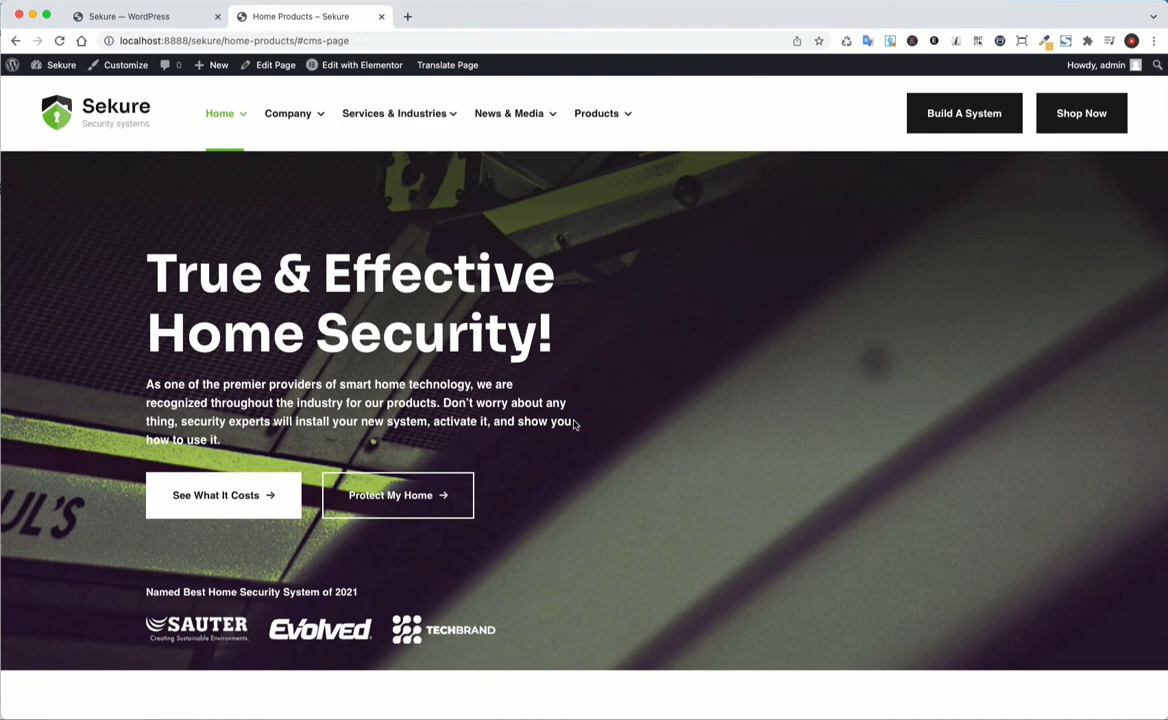 Sekure — WordPress
Home Products – Sekure
localhost:8888/sekure/home-products/#cms-page
Sekure
Customize
0
New
Edit Page
Edit with Elementor
Translate Page
Howdy, admin
Sekure
Security systems
Home
Company
Services & Industries
News & Media
Products
Build A System
Shop Now
True & Effective
Home Security!
As one of the premier providers of smart home technology, we are
recognized throughout the industry for our products. Don't worry about any
thing, security experts will install your new system, activate it, and show you
how to use it.
See What It Costs →
Protect My Home →
UL'S
Named Best Home Security System of 2021
SAUTER
Creating Sustainable Environments.
Evolved
TECHBRAND